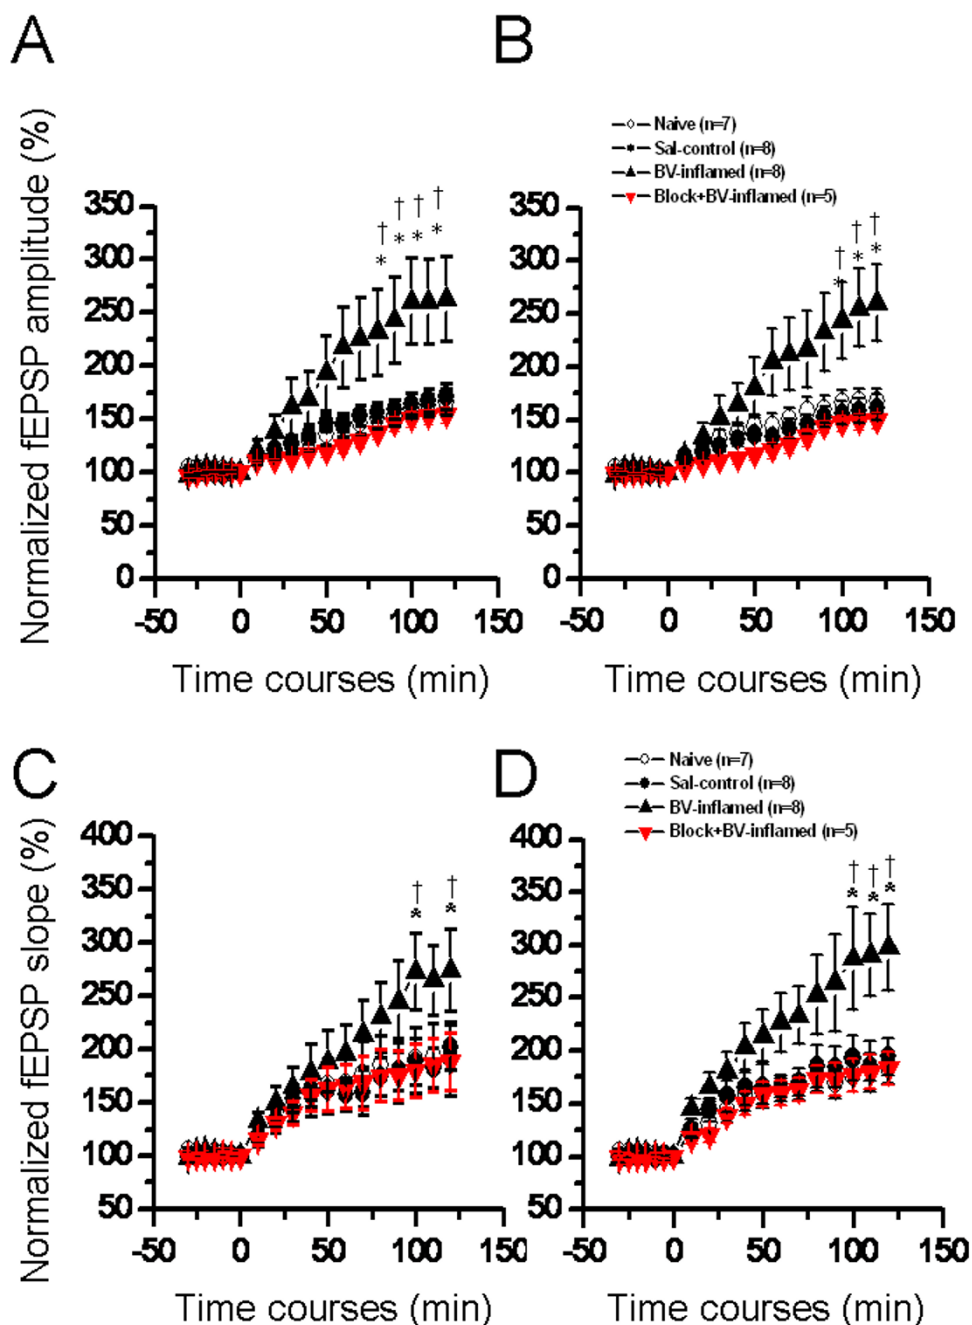 A
B
Naive (n=7)
Sal-control (n=8)
BV-inflamed (n=8)
Block+BV-inflamed (n=5)
Normalized fEPSP amplitude (%)
350
300
250
200
150
100
50
0
† † † †
* * * *
-50 0 50 100 150
Time courses (min)
350
300
250
200
150
100
50
0
† † †
* * *
-50 0 50 100 150
Time courses (min)
C
D
Naive (n=7)
Sal-control (n=8)
BV-inflamed (n=8)
Block+BV-inflamed (n=5)
Normalized fEPSP slope (%)
400
350
300
250
200
150
100
50
† †
* *
-50 0 50 100 150
Time courses (min)
400
350
300
250
200
150
100
50
† † †
* * *
-50 0 50 100 150
Time courses (min)